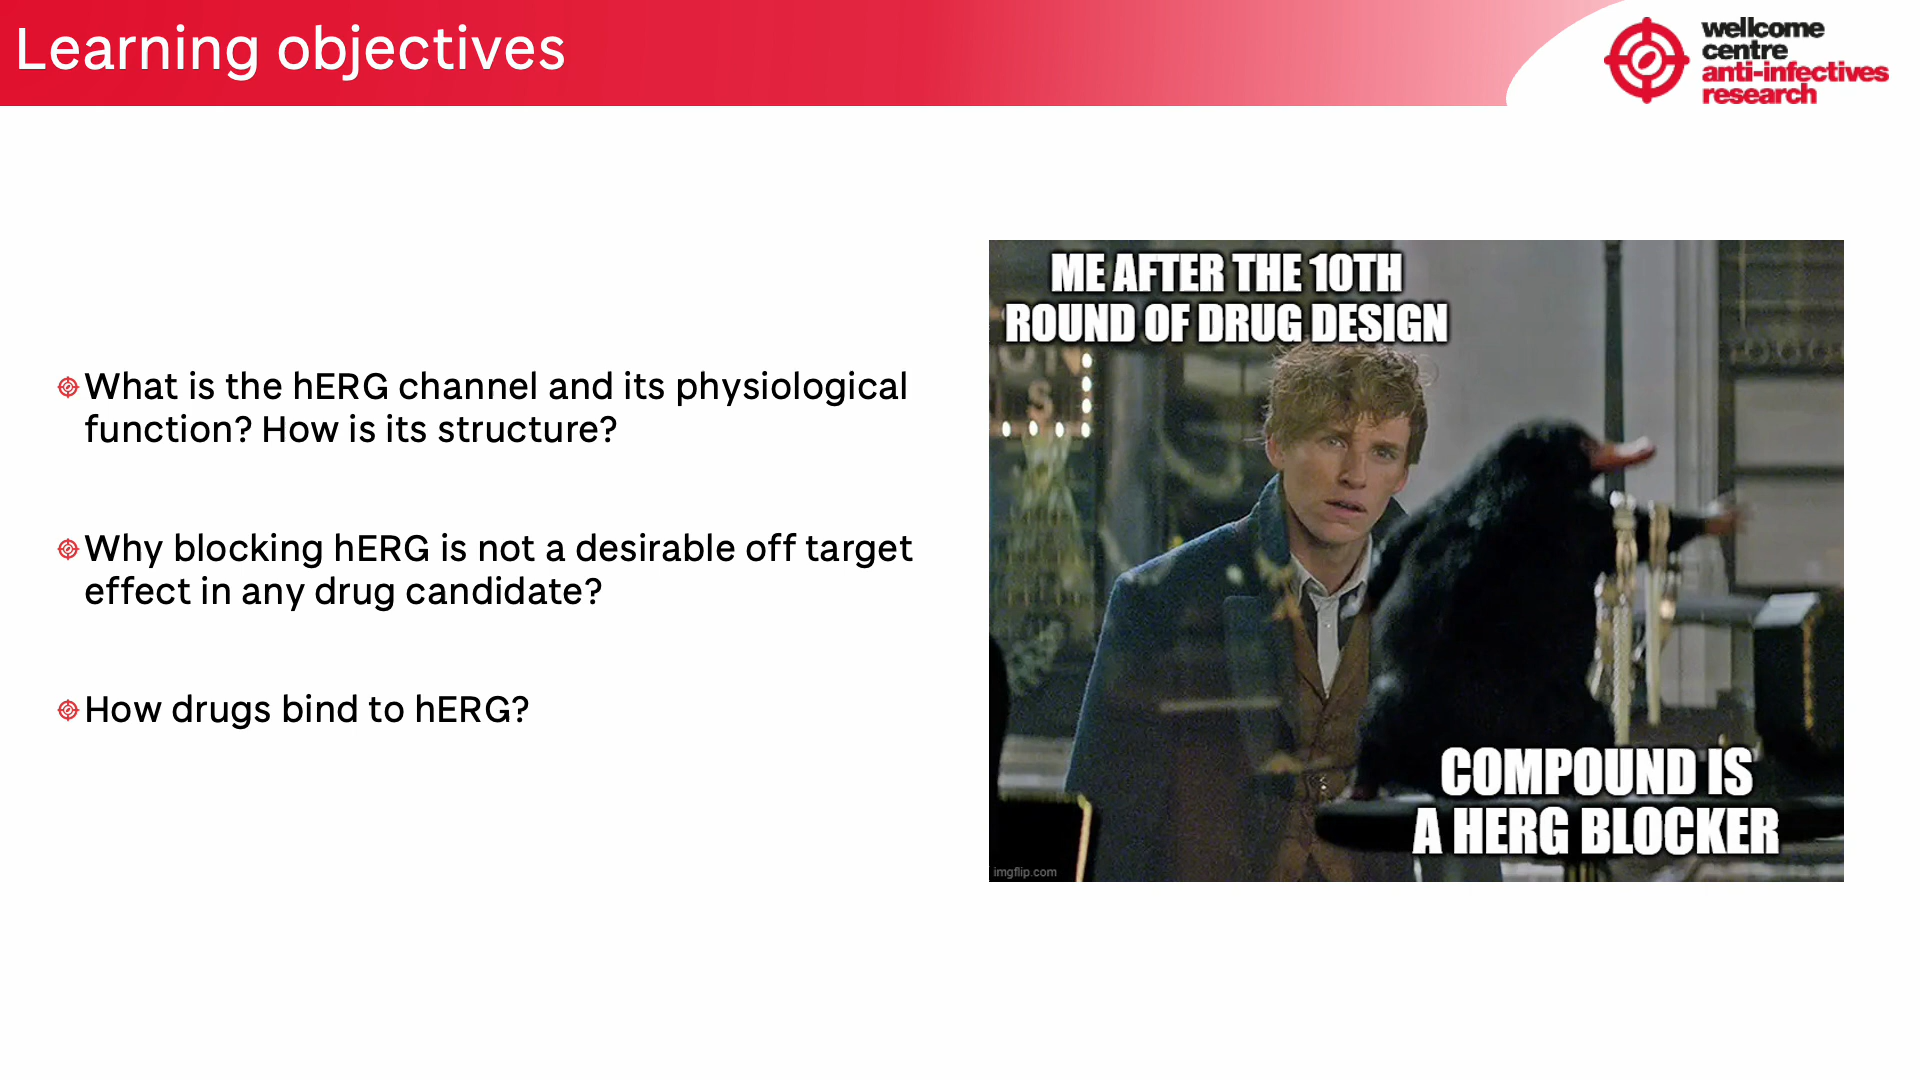 Learning objectives
wellcome
centre
anti-infectives
research
What is the hERG channel and its physiological
function? How is its structure?
Why blocking hERG is not a desirable off target
effect in any drug candidate?
How drugs bind to hERG?
ME AFTER THE 10TH
ROUND OF DRUG DESIGN
COMPOUND IS
A HERG BLOCKER
imgflip.com